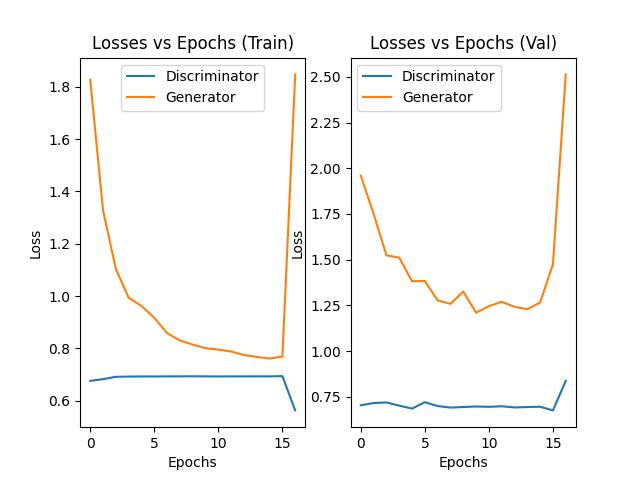 Losses vs Epochs (Train)
Losses vs Epochs (Val)
Discriminator
Generator
Discriminator
Generator
1.8
1.6
1.4
1.2
1.0
0.8
0.6
Loss
0 5 10 15
Epochs
2.50
2.25
2.00
1.75
1.50
1.25
1.00
0.75
Loss
0 5 10 15
Epochs